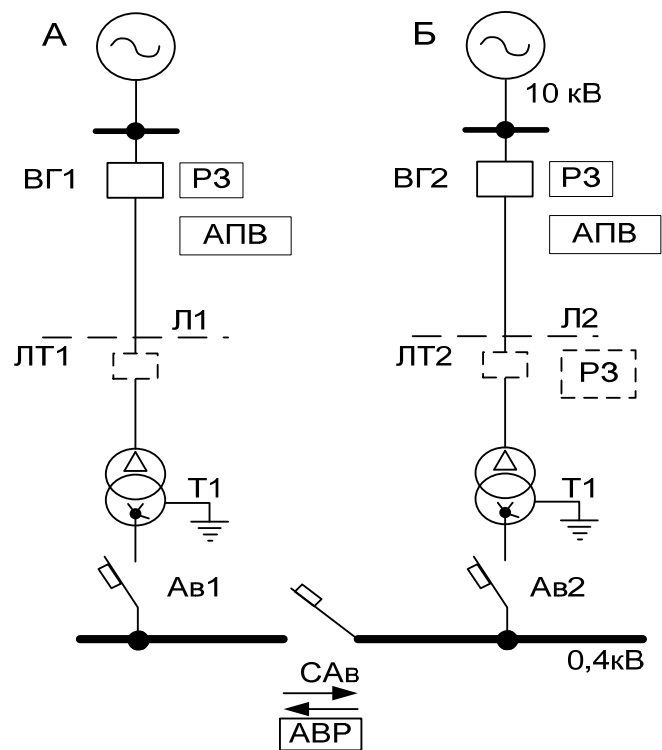 А
Б
10 кВ
ВГ1
РЗ
ВГ2
РЗ
АПВ
АПВ
Л1
Л2
ЛТ1
ЛТ2
РЗ
Т1
Т1
Ав1
Ав2
0,4кВ
САв
АВР